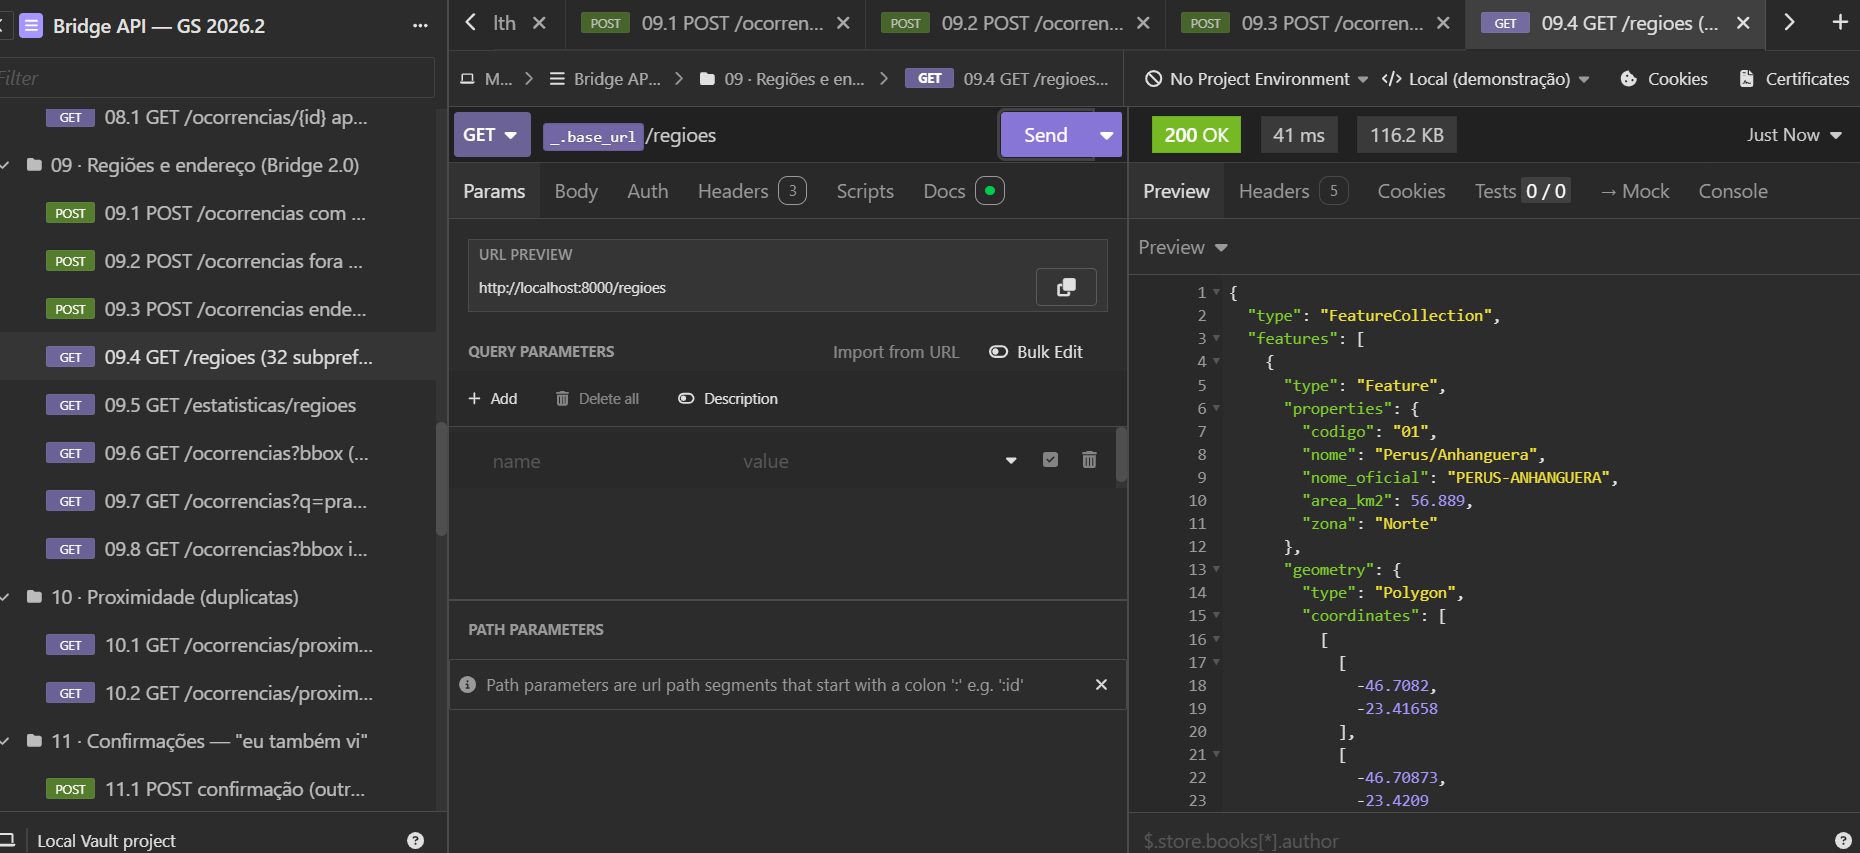 Bridge API — GS 2026.2
Filter
GET 08.1 GET /ocorrencias/{id} ap...
09 · Regiões e endereço (Bridge 2.0)
POST 09.1 POST /ocorrencias com ...
POST 09.2 POST /ocorrencias fora ...
POST 09.3 POST /ocorrencias ende...
GET 09.4 GET /regioes (32 subpref...
GET 09.5 GET /estatisticas/regioes
GET 09.6 GET /ocorrencias?bbox (...
GET 09.7 GET /ocorrencias?q=pra...
GET 09.8 GET /ocorrencias?bbox i...
10 · Proximidade (duplicatas)
GET 10.1 GET /ocorrencias/proxim...
GET 10.2 GET /ocorrencias/proxim...
11 · Confirmações — "eu também vi"
POST 11.1 POST confirmação (outr...
Local Vault project
lth
POST 09.1 POST /ocorren...
POST 09.2 POST /ocorren...
POST 09.3 POST /ocorren...
GET 09.4 GET /regioes (...
M... > Bridge AP... > 09 · Regiões e en... > GET 09.4 GET /regioes...
No Project Environment
</> Local (demonstração)
Cookies
Certificates
GET _.base_url/regioes
Send
200 OK 41 ms 116.2 KB
Just Now
Params Body Auth Headers 3 Scripts Docs
URL PREVIEW
http://localhost:8000/regioes
QUERY PARAMETERS
Import from URL
Bulk Edit
+ Add
Delete all
Description
name value
PATH PARAMETERS
Path parameters are url path segments that start with a colon ':' e.g. ':id'
Preview Headers 5 Cookies Tests 0 / 0 → Mock Console
Preview
1 {
2 "type": "FeatureCollection",
3 "features": [
4 {
5 "type": "Feature",
6 "properties": {
7 "codigo": "01",
8 "nome": "Perus/Anhanguera",
9 "nome_oficial": "PERUS-ANHANGUERA",
10 "area_km2": 56.889,
11 "zona": "Norte"
12 },
13 "geometry": {
14 "type": "Polygon",
15 "coordinates": [
16 [
17 [
18 -46.7082,
19 -23.41658
20 ],
21 [
22 -46.70873,
23 -23.4209
$.store.books[*].author